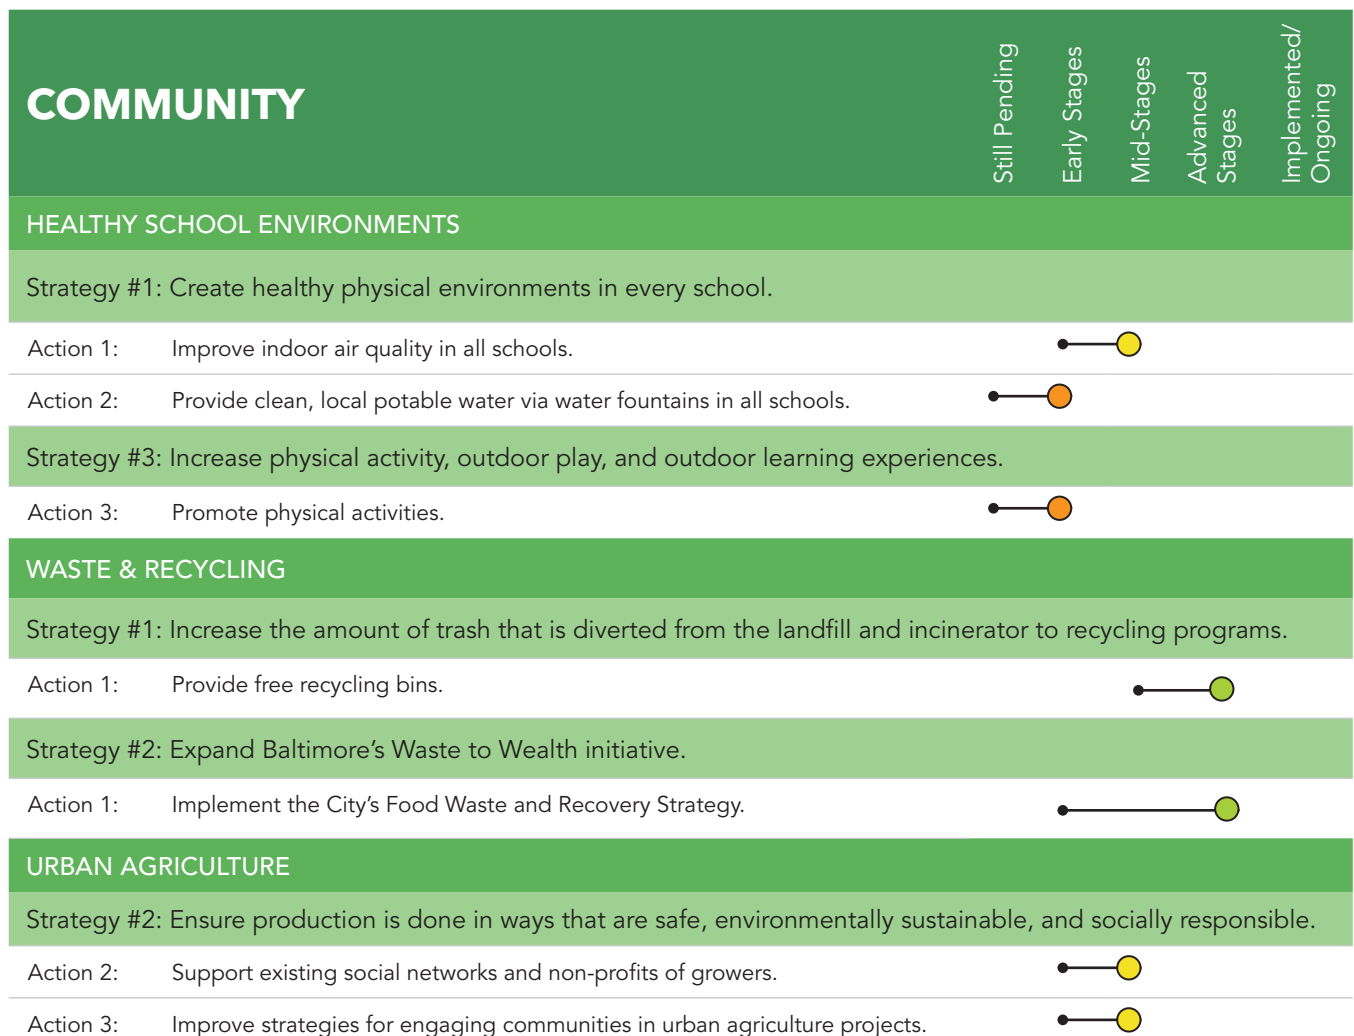 COMMUNITY
Still Pending
Early Stages
Mid-Stages
Advanced
Stages
Implemented/
Ongoing
HEALTHY SCHOOL ENVIRONMENTS
Strategy #1: Create healthy physical environments in every school.
Action 1: Improve indoor air quality in all schools.
Action 2: Provide clean, local potable water via water fountains in all schools.
Strategy #3: Increase physical activity, outdoor play, and outdoor learning experiences.
Action 3: Promote physical activities.
WASTE & RECYCLING
Strategy #1: Increase the amount of trash that is diverted from the landfill and incinerator to recycling programs.
Action 1: Provide free recycling bins.
Strategy #2: Expand Baltimore’s Waste to Wealth initiative.
Action 1: Implement the City’s Food Waste and Recovery Strategy.
URBAN AGRICULTURE
Strategy #2: Ensure production is done in ways that are safe, environmentally sustainable, and socially responsible.
Action 2: Support existing social networks and non-profits of growers.
Action 3: Improve strategies for engaging communities in urban agriculture projects.